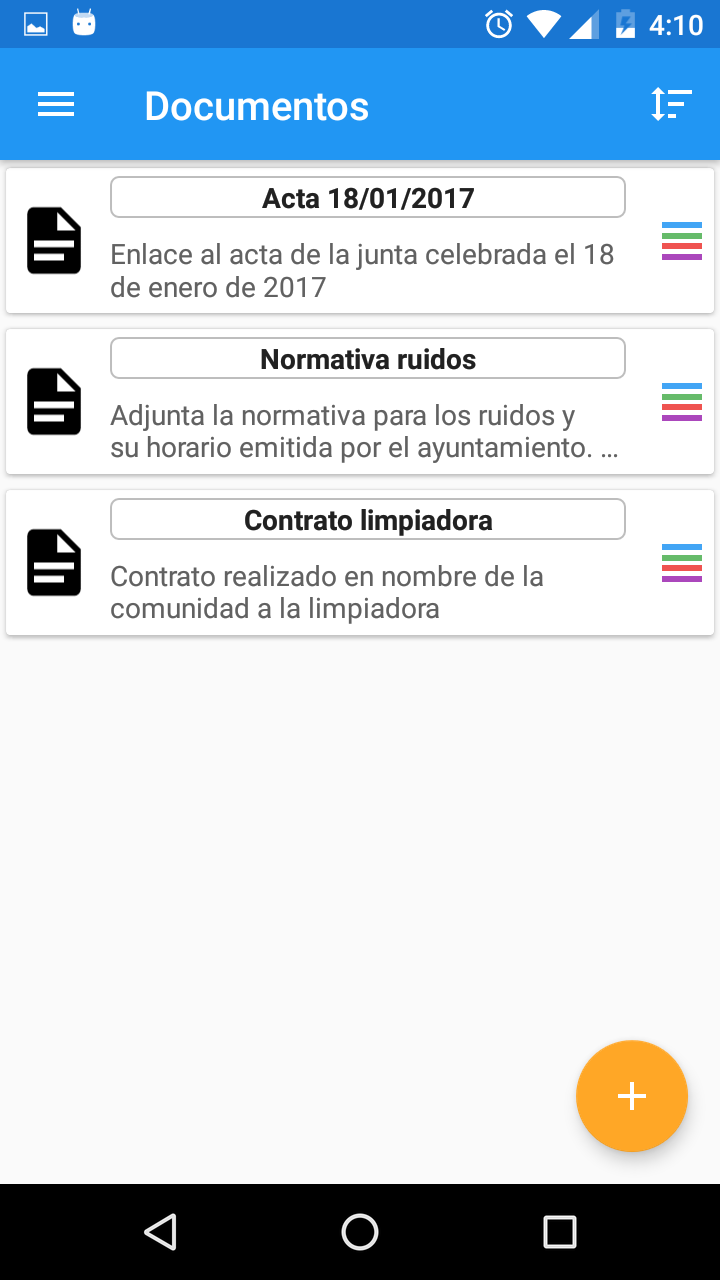 4:10
Documentos
Acta 18/01/2017
Enlace al acta de la junta celebrada el 18
de enero de 2017
Normativa ruidos
Adjunta la normativa para los ruidos y
su horario emitida por el ayuntamiento. ...
Contrato limpiadora
Contrato realizado en nombre de la
comunidad a la limpiadora